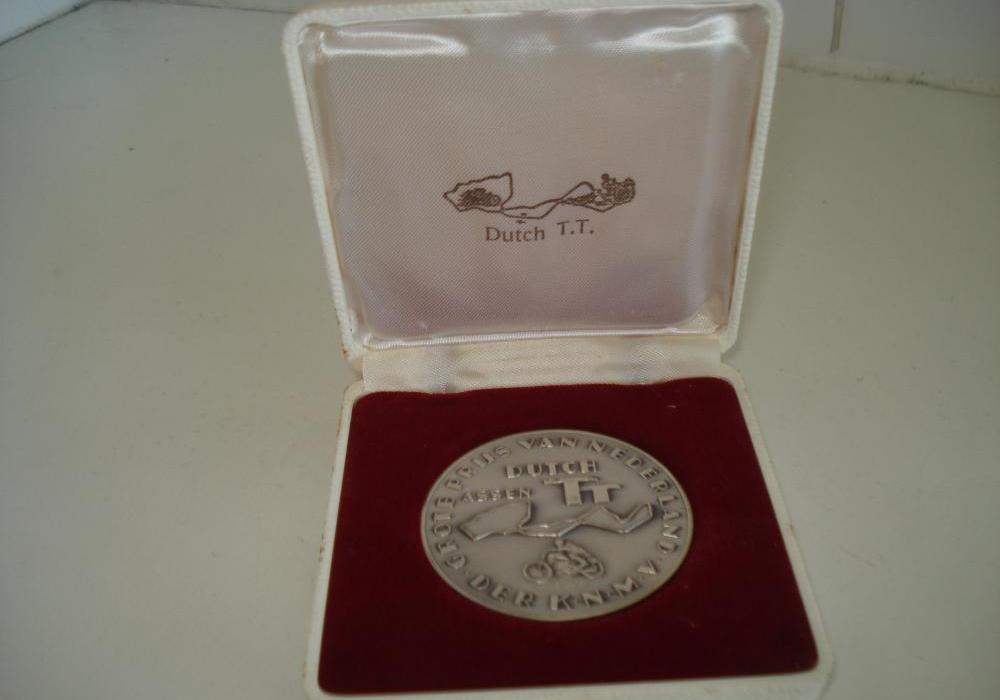 Dutch T.T.
GROTE PRIJS VAN NEDERLAND
DUTCH
TT
ASSEN
DER K.N.M.V.